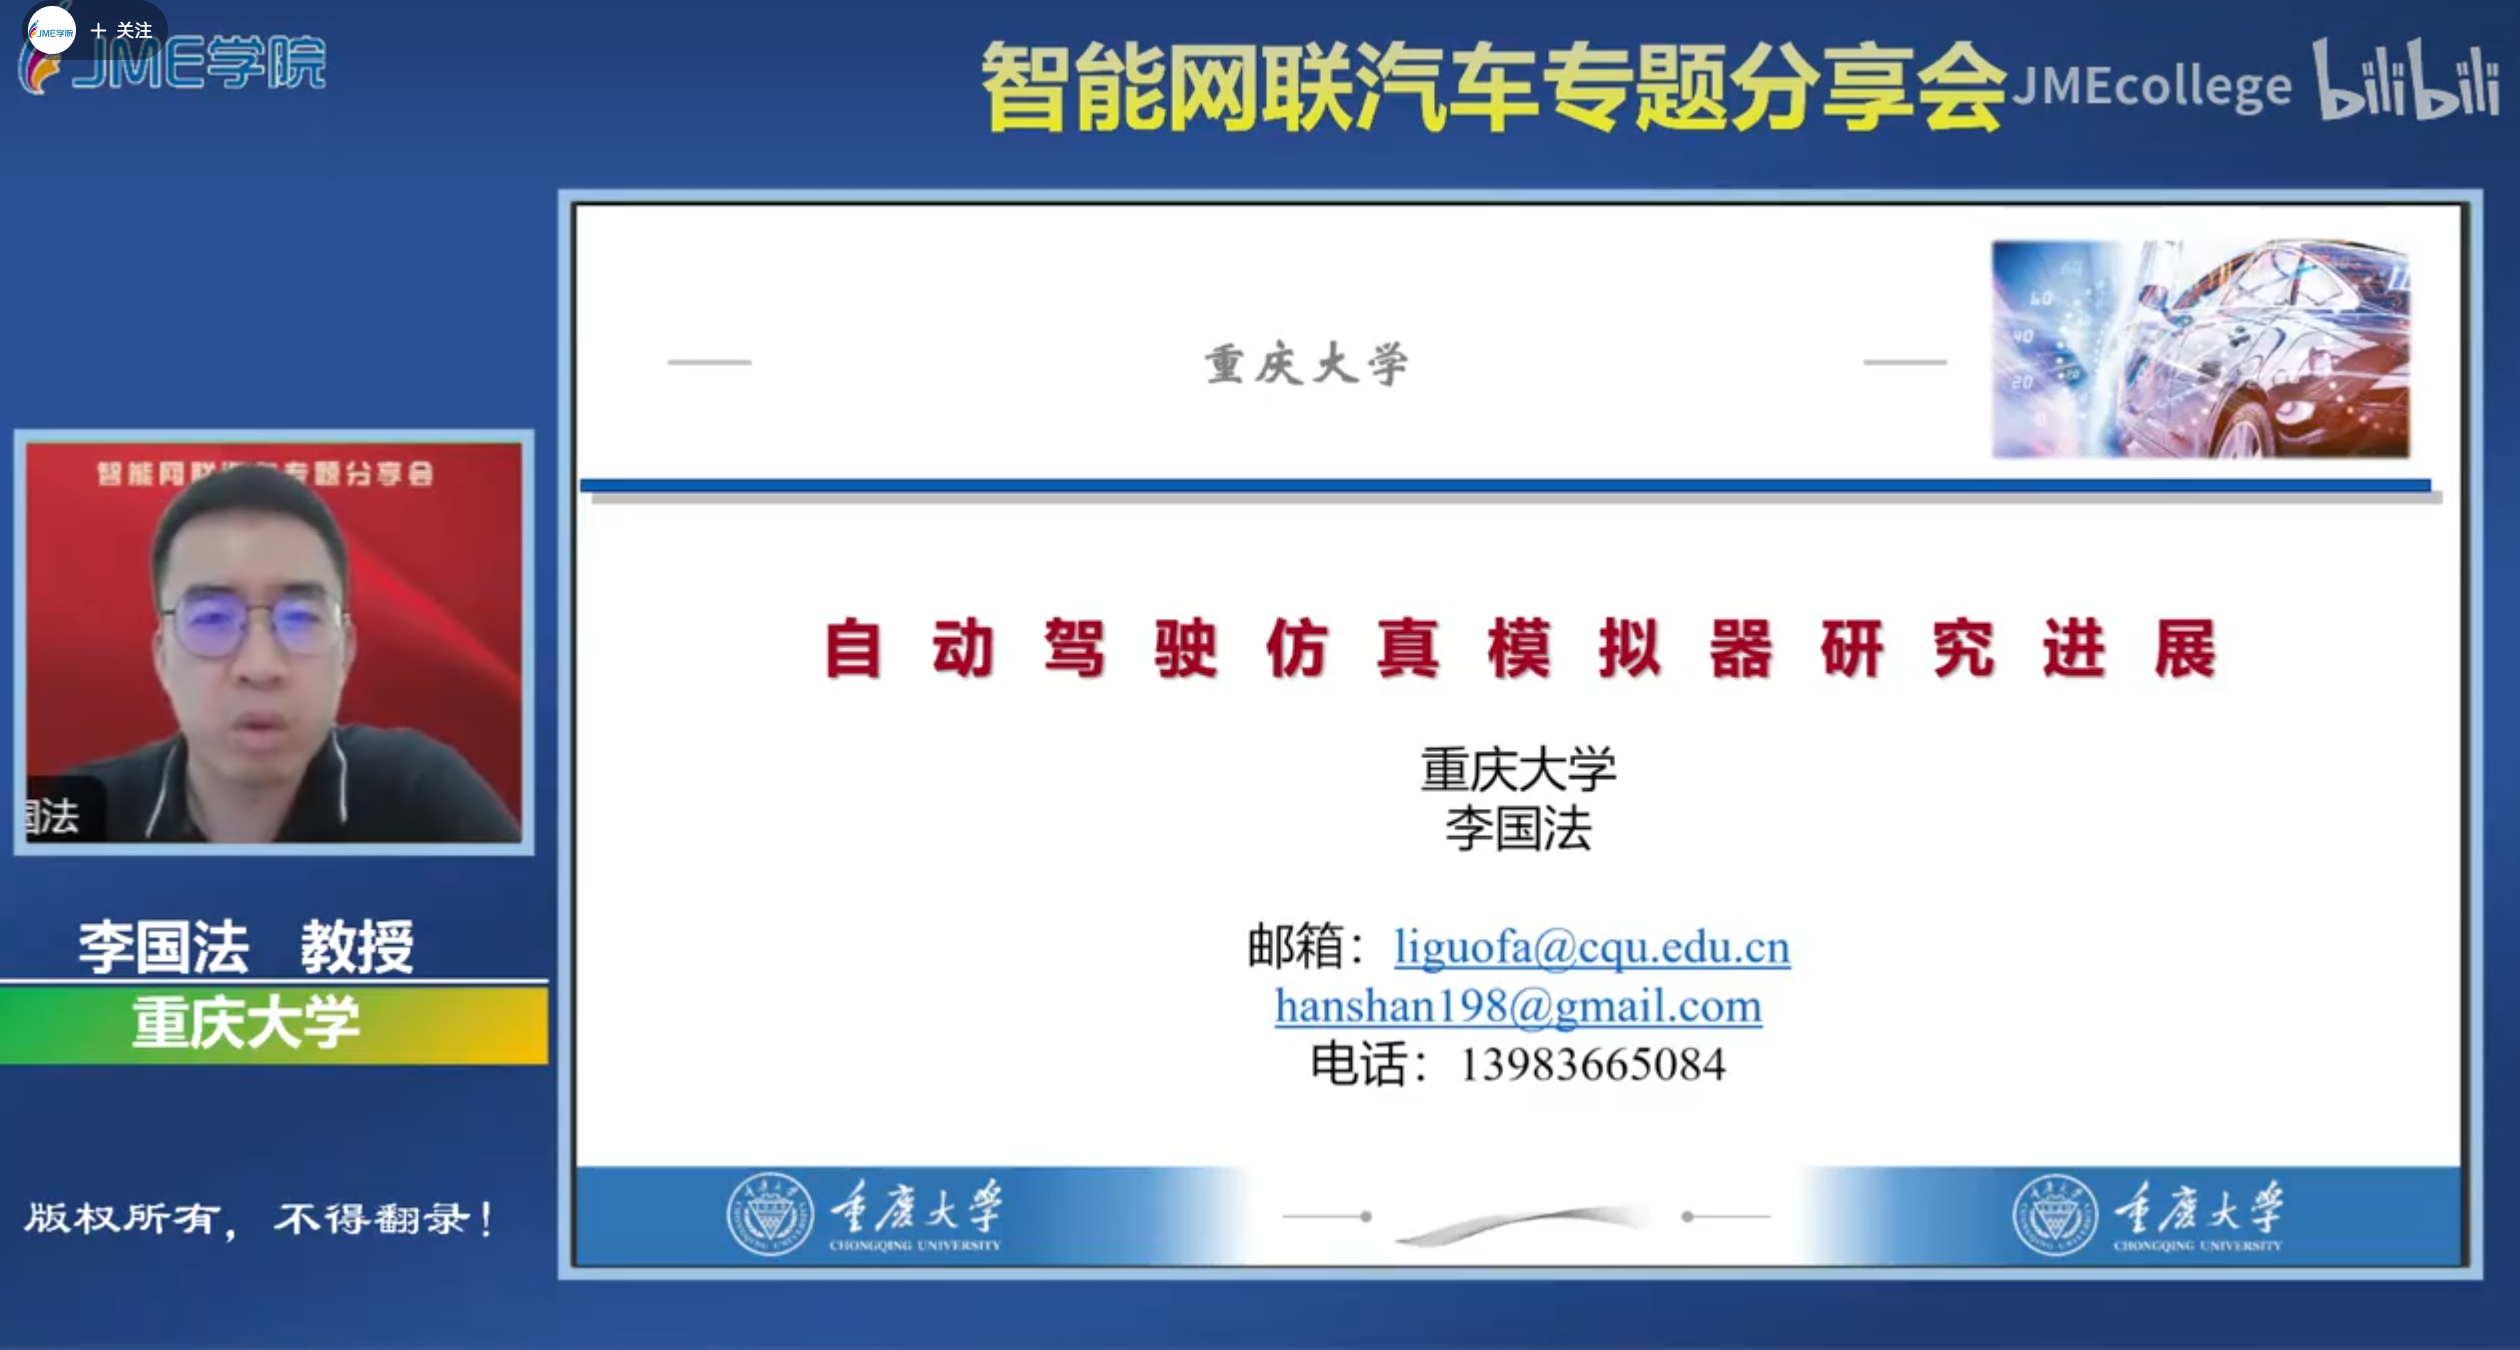 JME学院
+ 关注
JME学院
智能网联汽车专题分享会
JMEcollege
bilibili
重庆大学
60
40
20
智能网联 专题分享会
国法
李国法 教授
重庆大学
版权所有，不得翻录！
自动驾驶仿真模拟器研究进展
重庆大学
李国法
邮箱：liguofa@cqu.edu.cn
hanshan198@gmail.com
电话：13983665084
重庆大学
CHONGQING UNIVERSITY
重庆大学
CHONGQING UNIVERSITY